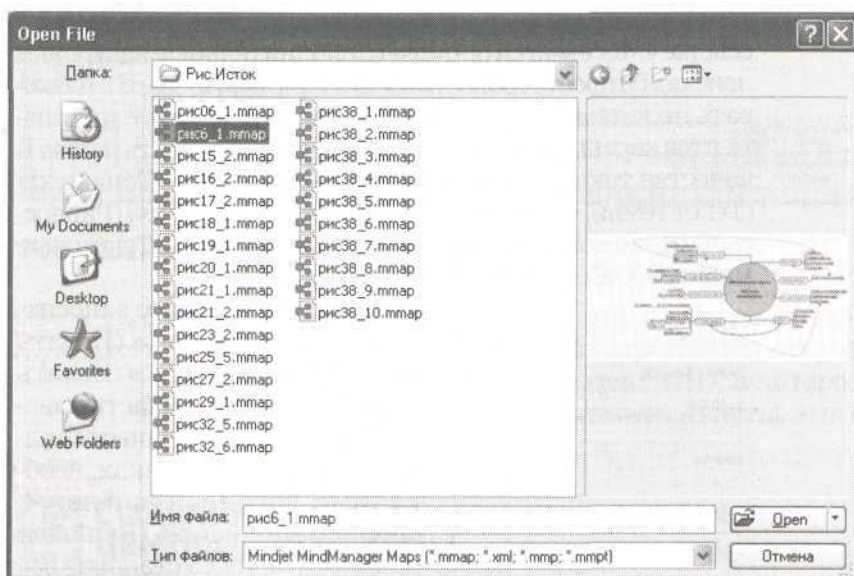 Open File
Папка:
Рис.Исток
History
My Documents
Desktop
Favorites
Web Folders
рис06_1.mmap
рис6_1.mmap
рис15_2.mmap
рис16_2.mmap
рис17_2.mmap
рис18_1.mmap
рис19_1.mmap
рис20_1.mmap
рис21_1.mmap
рис21_2.mmap
рис23_2.mmap
рис25_5.mmap
рис27_2.mmap
рис29_1.mmap
рис32_5.mmap
рис32_6.mmap
рис38_1.mmap
рис38_2.mmap
рис38_3.mmap
рис38_4.mmap
рис38_5.mmap
рис38_6.mmap
рис38_7.mmap
рис38_8.mmap
рис38_9.mmap
рис38_10.mmap
Имя файла:
рис6_1.mmap
Open
Тип файлов:
Mindjet MindManager Maps (*.mmap; *.xml; *.mmp; *.mmpt)
Отмена